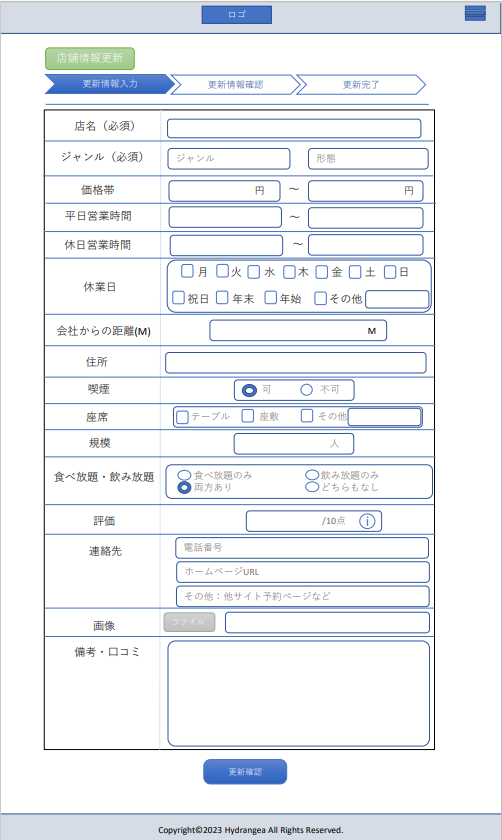 ロゴ
店舗情報更新
更新情報入力 更新情報確認 更新完了
店名（必須）
ジャンル（必須） ジャンル 形態
価格帯 円 ～ 円
平日営業時間 ～
休日営業時間 ～
休業日 月 火 水 木 金 土 日
祝日 年末 年始 その他
会社からの距離(M) M
住所
喫煙 可 不可
座席 テーブル 座敷 その他
規模 人
食べ放題・飲み放題 食べ放題のみ 飲み放題のみ
両方あり どちらもなし
評価 /10点 i
連絡先 電話番号
ホームページURL
その他：他サイト予約ページなど
画像 ファイル
備考・口コミ
更新確認
Copyright©2023 Hydrangea All Rights Reserved.